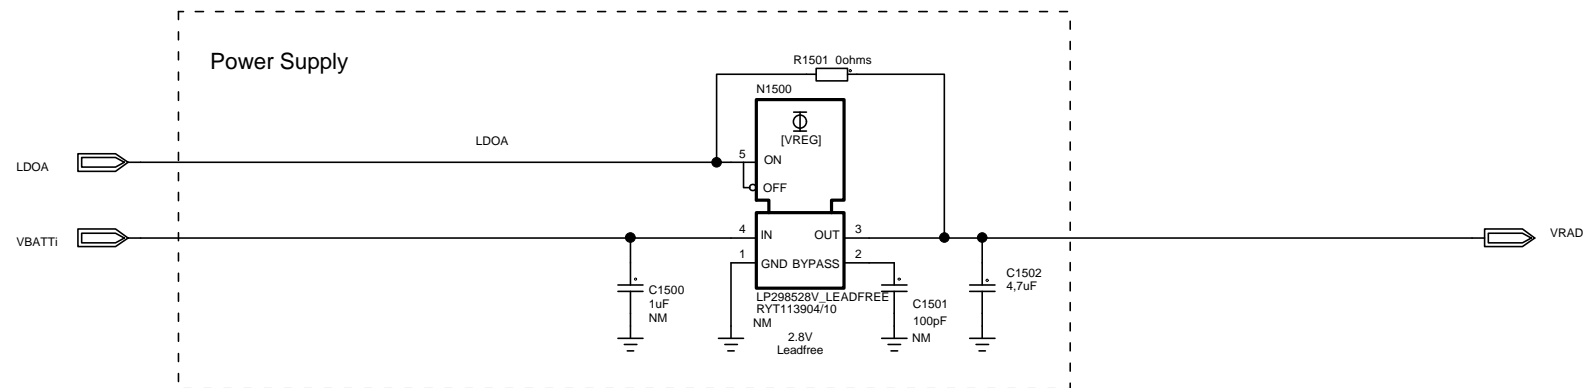 Power Supply
R1501 0ohms
N1500
[VREG]
LDOA
LDOA
5
ON
OFF
VBATTi
4
IN
OUT
3
VRAD
1
GND
BYPASS
2
C1500
1uF
NM
LP298528V_LEADFREE
RYT113904/10
NM
2.8V
Leadfree
C1501
100pF
NM
C1502
4,7uF